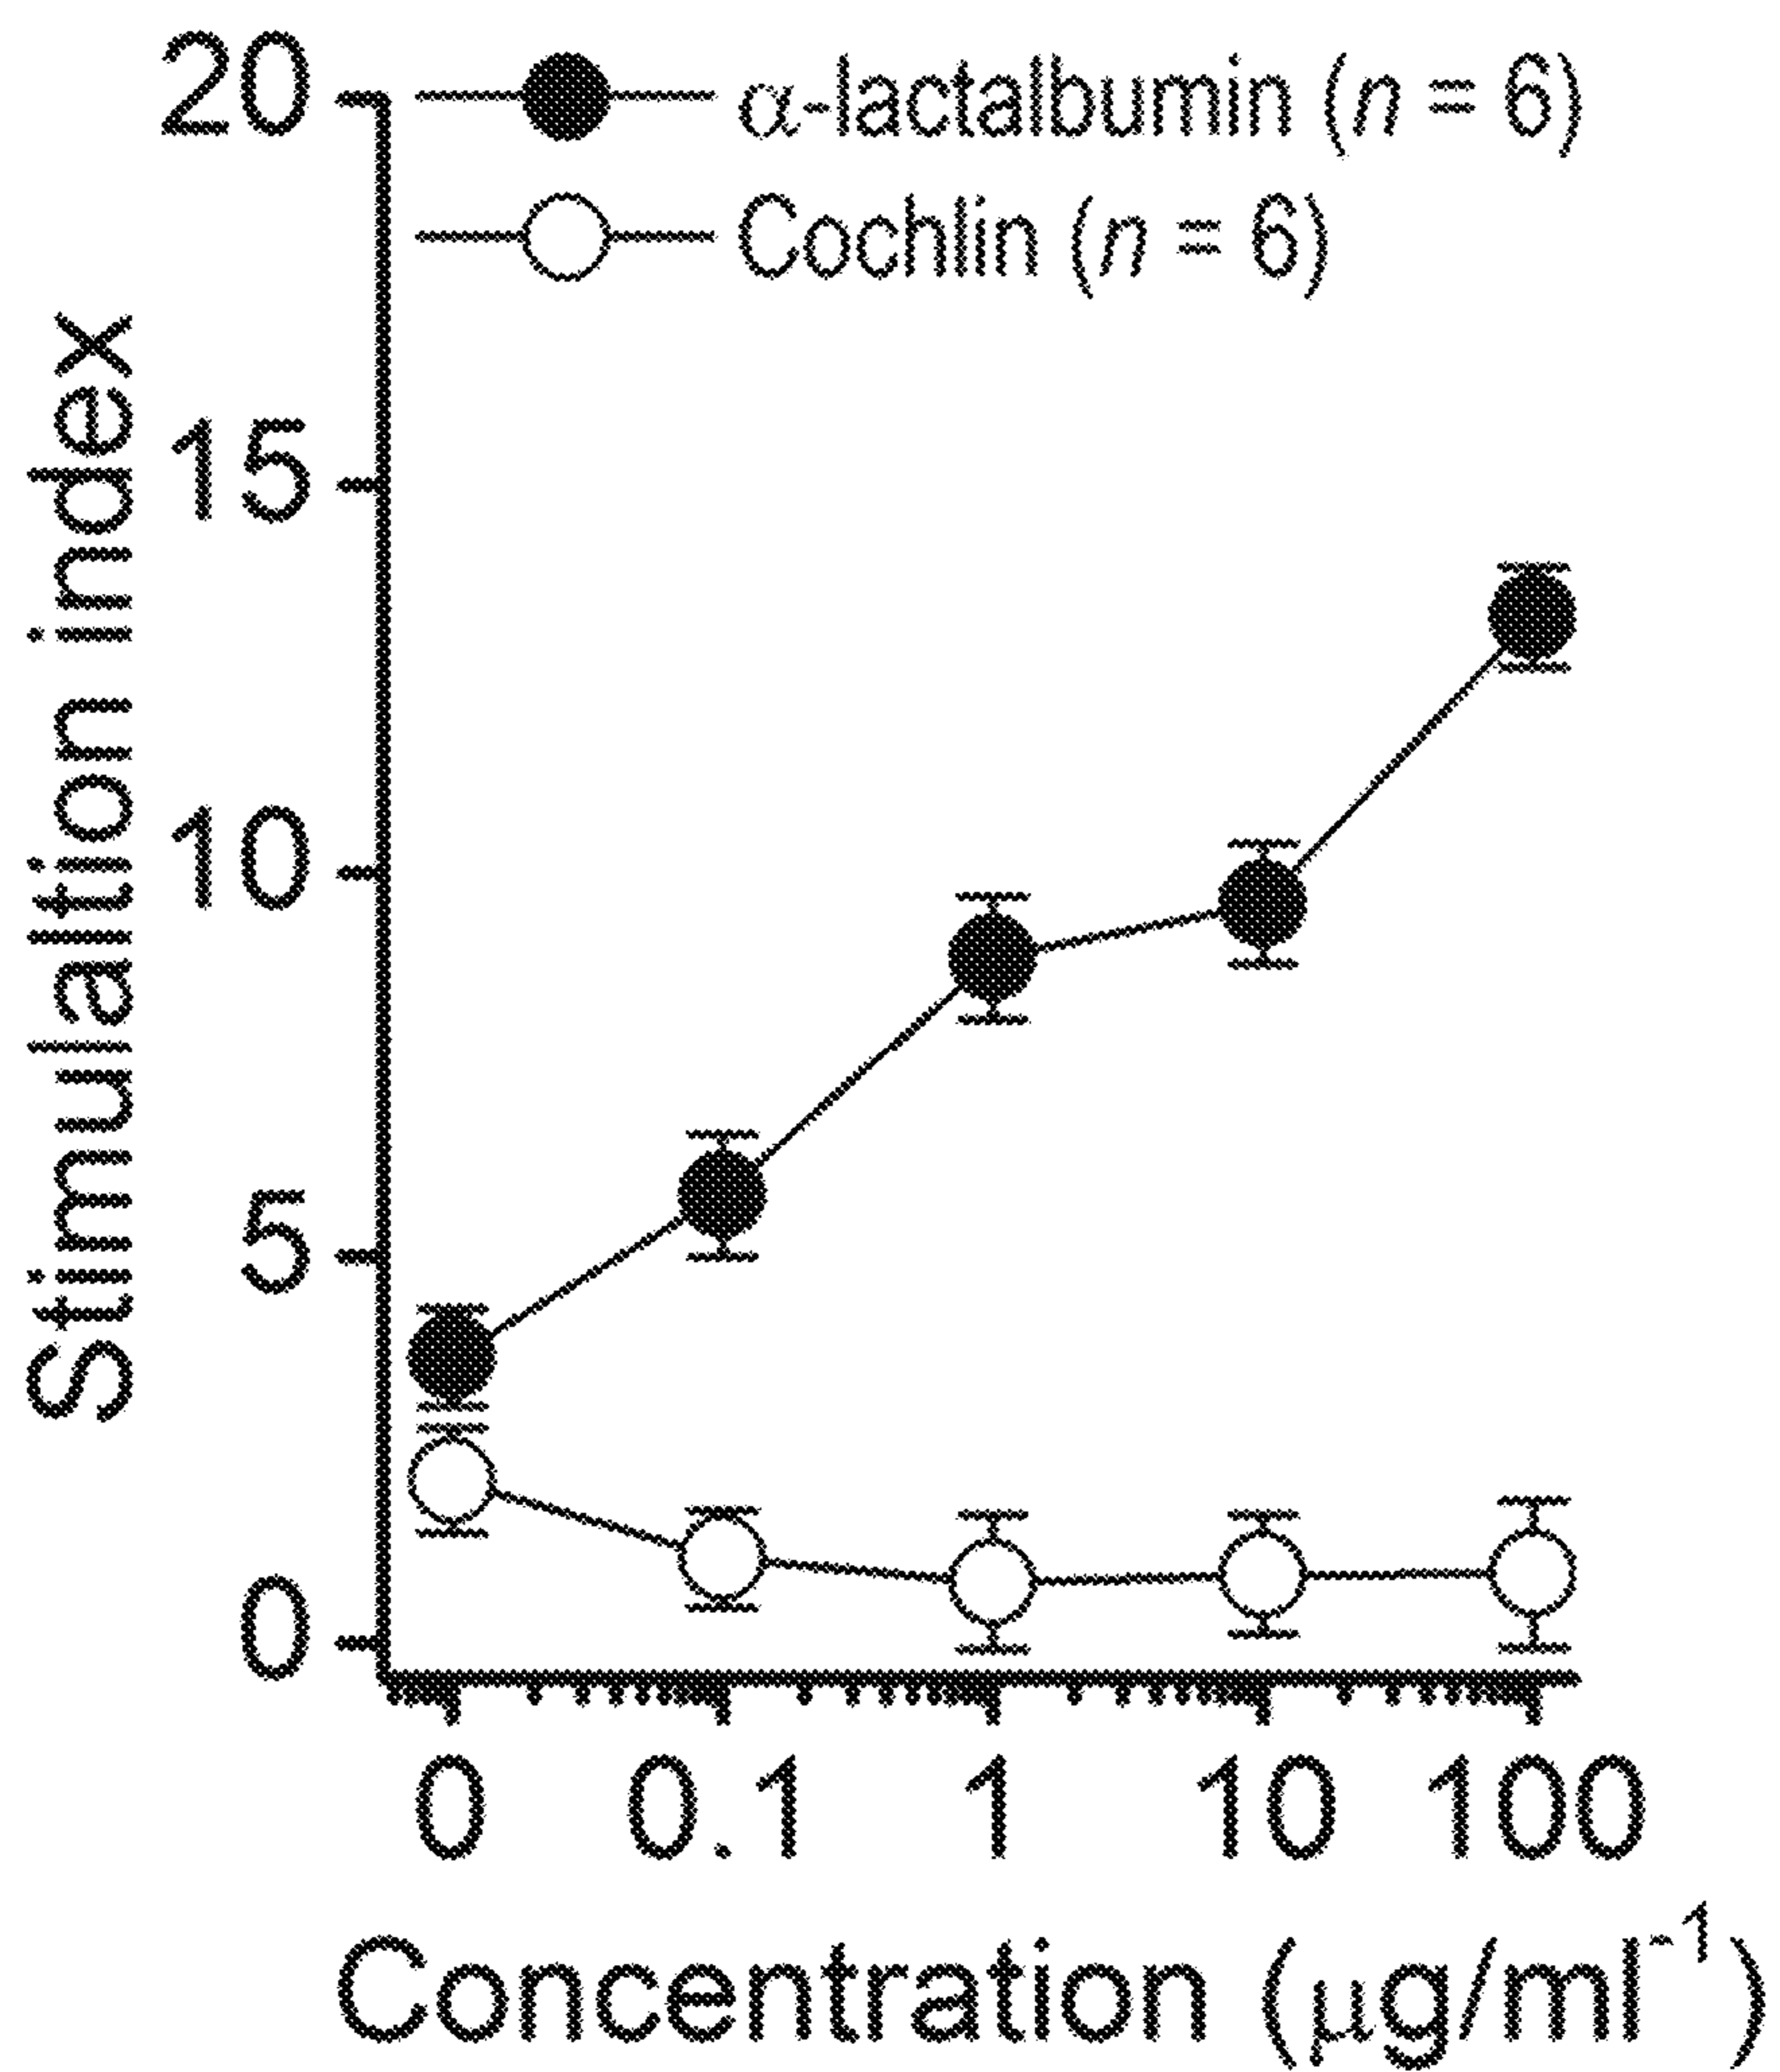 α-lactalbumin (n = 6)
Cochlin (n = 6)
Stimulation index
20
15
10
5
0
0 0.1 1 10 100
Concentration (μg/ml⁻¹)